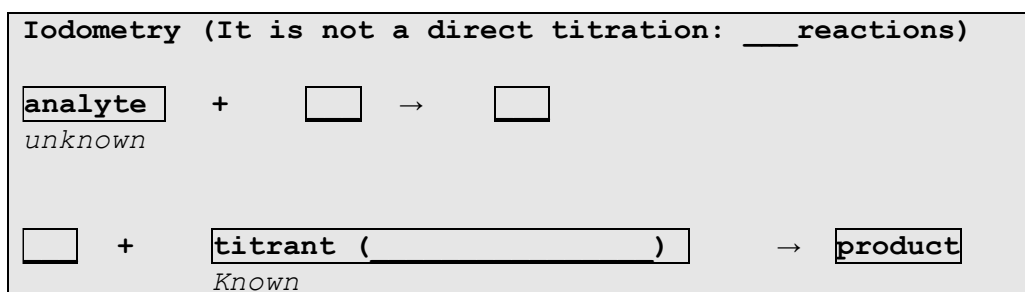 Iodometry (It is not a direct titration: ___reactions)
analyte + ___ → ___
unknown
___ + titrant (_______________) → product
Known